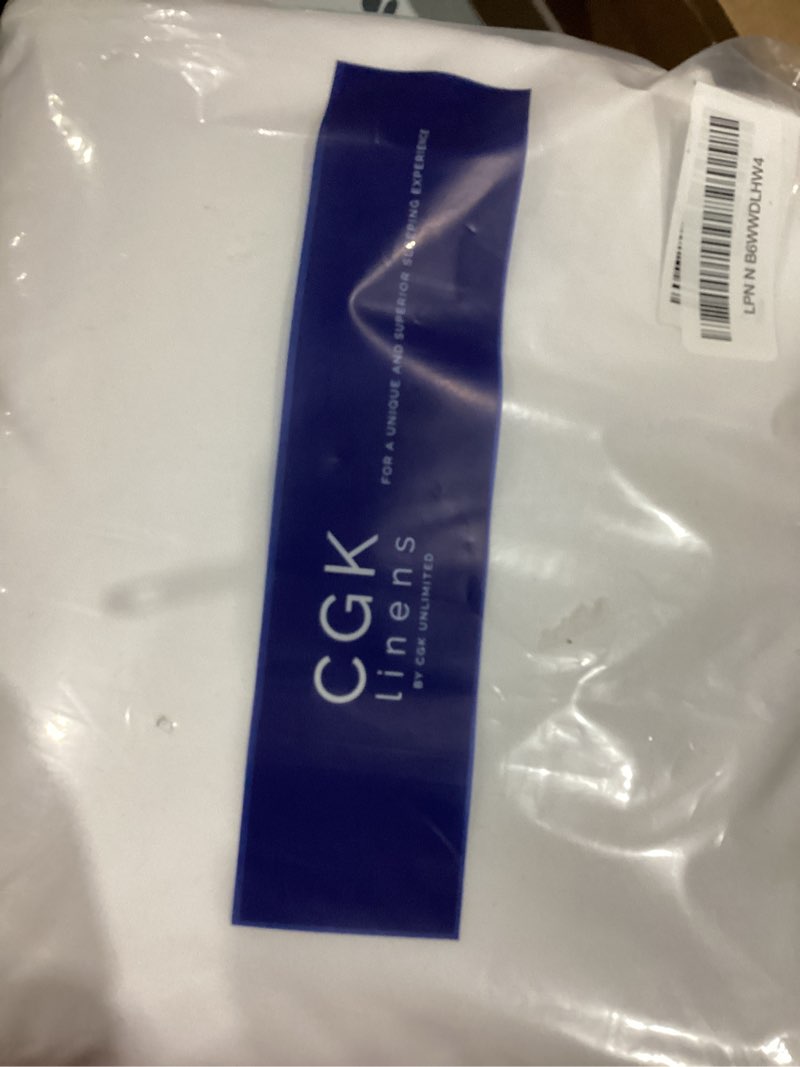 CGK
linens
BY CGK UNLIMITED
FOR A UNIQUE AND SUPERIOR SLEEPING EXPERIENCE
LPN N B6WWDLHW4